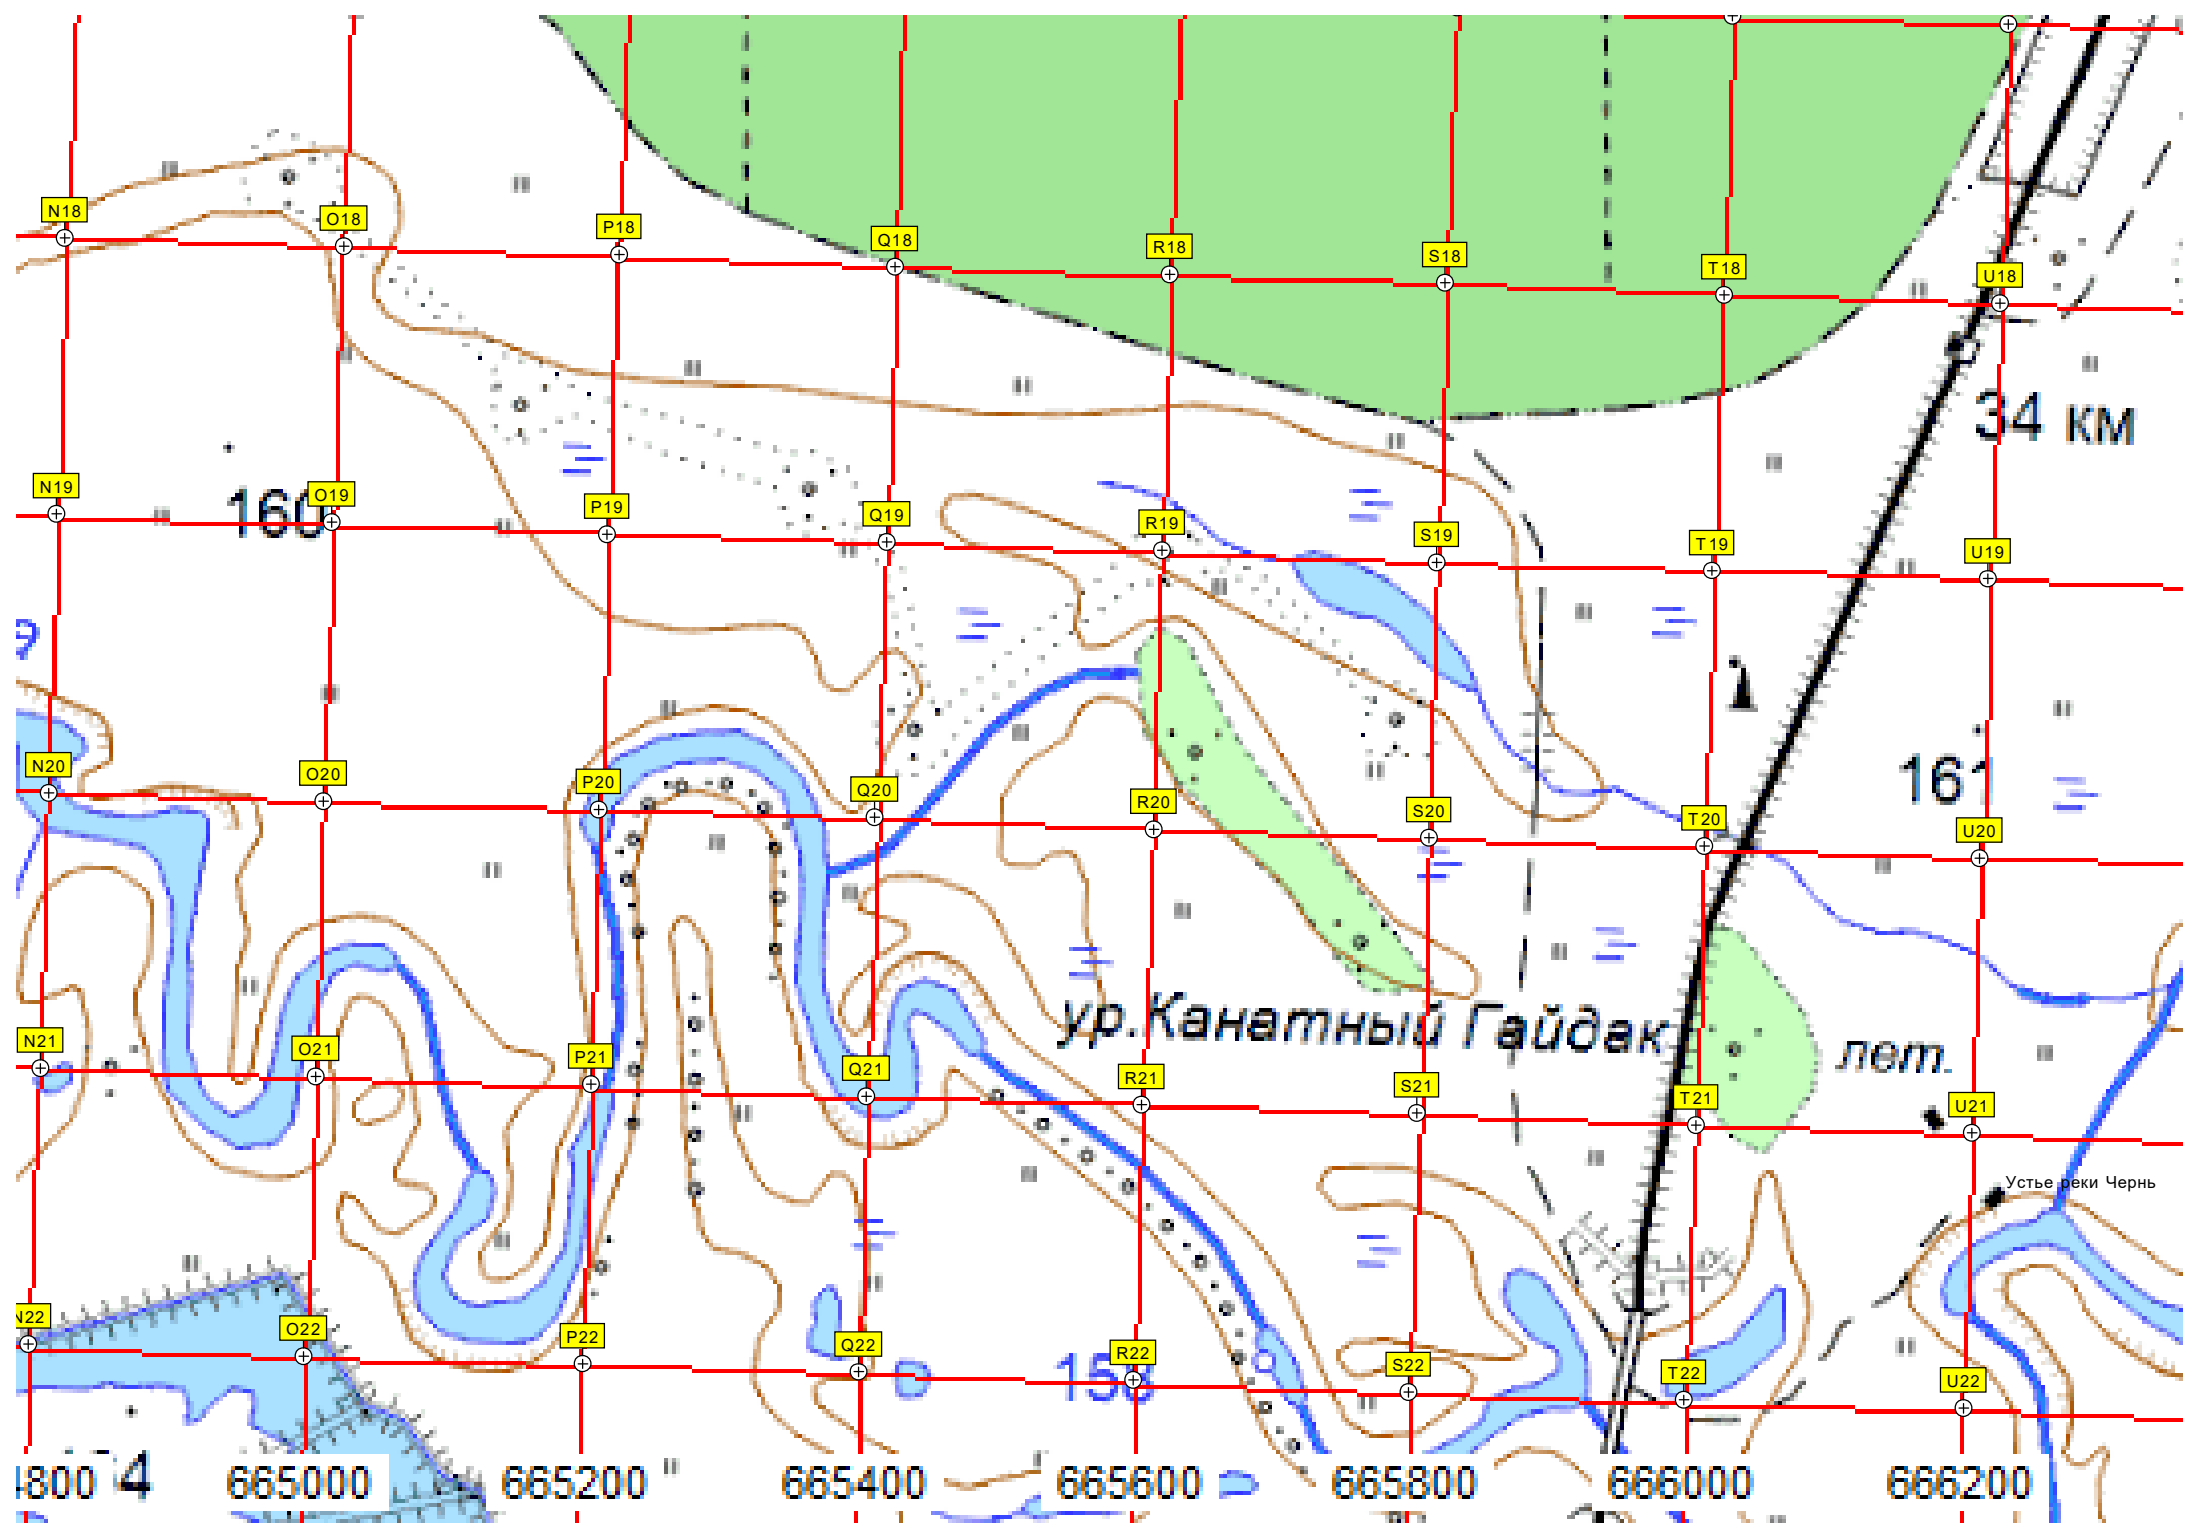 N18 O18 P18 Q18 R18 S18 T18 U18
34 км
N19 O19 P19 Q19 R19 S19 T19 U19
160
161
N20 O20 P20 Q20 R20 S20 T20 U20
ур.Канатный Гайдак
лет.
N21 O21 P21 Q21 R21 S21 T21 U21
Устье реки Чернь
N22 O22 P22 Q22 R22 S22 T22 U22
158
4800 665000 665200 665400 665600 665800 666000 666200